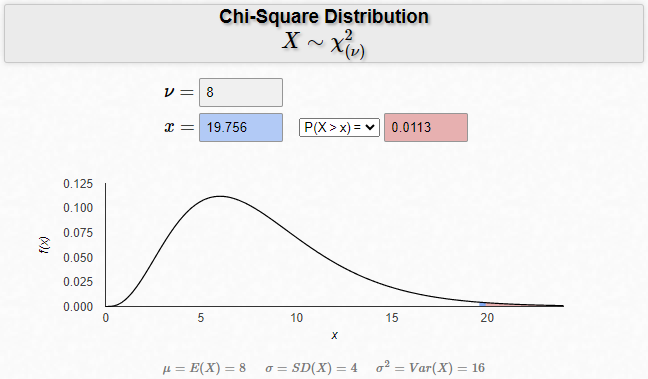 Chi-Square Distribution
X ∼ χ²₍ᵥ₎
ν = 8
x = 19.756 P(X > x) = 0.0113
0.125
0.100
0.075
0.050
0.025
0.000
f(x)
0 5 10 15 20
x
μ = E(X) = 8 σ = SD(X) = 4 σ² = Var(X) = 16